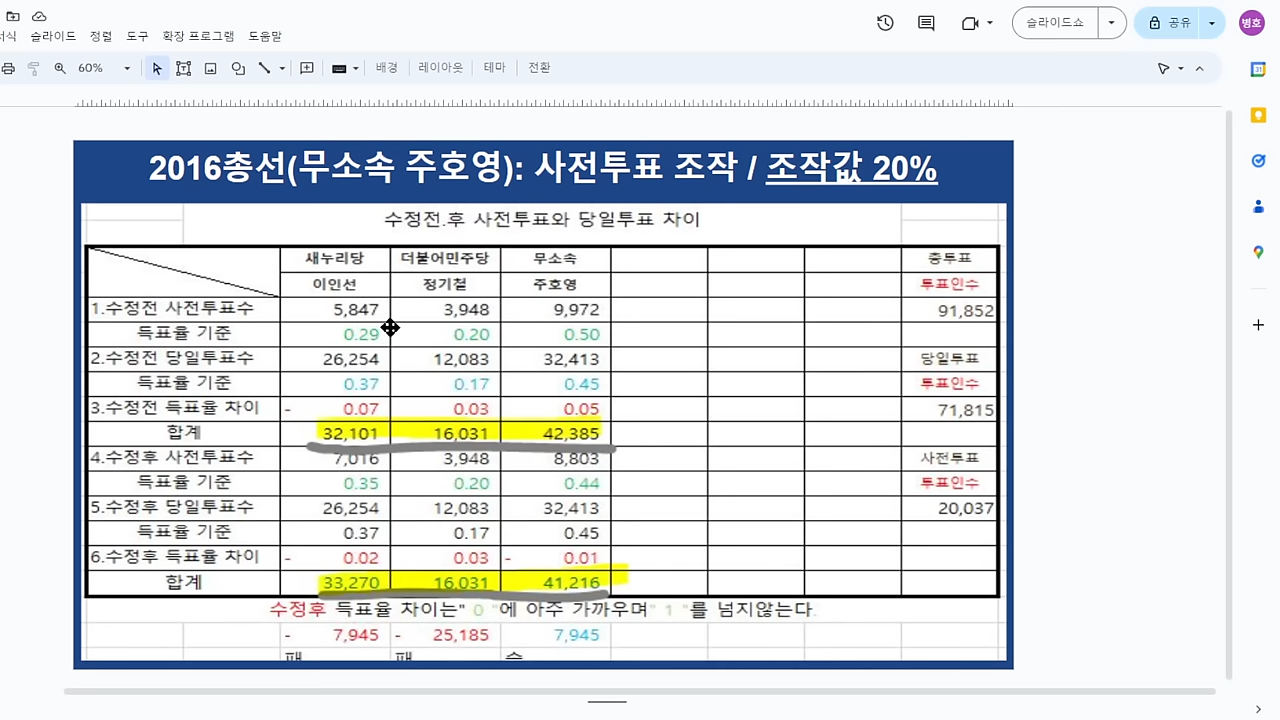 서식 슬라이드 정렬 도구 확장 프로그램 도움말
슬라이드쇼
공유
병호
60%
배경 레이아웃 테마 전환
2016총선(무소속 주호영): 사전투표 조작 / 조작값 20%
수정전.후 사전투표와 당일투표 차이
새누리당 더불어민주당 무소속 총투표
이인선 정기철 주호영 투표인수
1.수정전 사전투표수 5,847 3,948 9,972 91,852
득표율 기준 0.29 0.20 0.50
2.수정전 당일투표수 26,254 12,083 32,413 당일투표
득표율 기준 0.37 0.17 0.45 투표인수
3.수정전 득표율 차이 - 0.07 0.03 0.05 71,815
합계 32,101 16,031 42,385
4.수정후 사전투표수 7,016 3,948 8,803 사전투표
득표율 기준 0.35 0.20 0.44 투표인수
5.수정후 당일투표수 26,254 12,083 32,413 20,037
득표율 기준 0.37 0.17 0.45
6.수정후 득표율 차이 - 0.02 0.03 - 0.01
합계 33,270 16,031 41,216
수정후 득표율 차이는" 0 "에 아주 가까우며" 1 "를 넘지않는다.
- 7,945 - 25,185 7,945